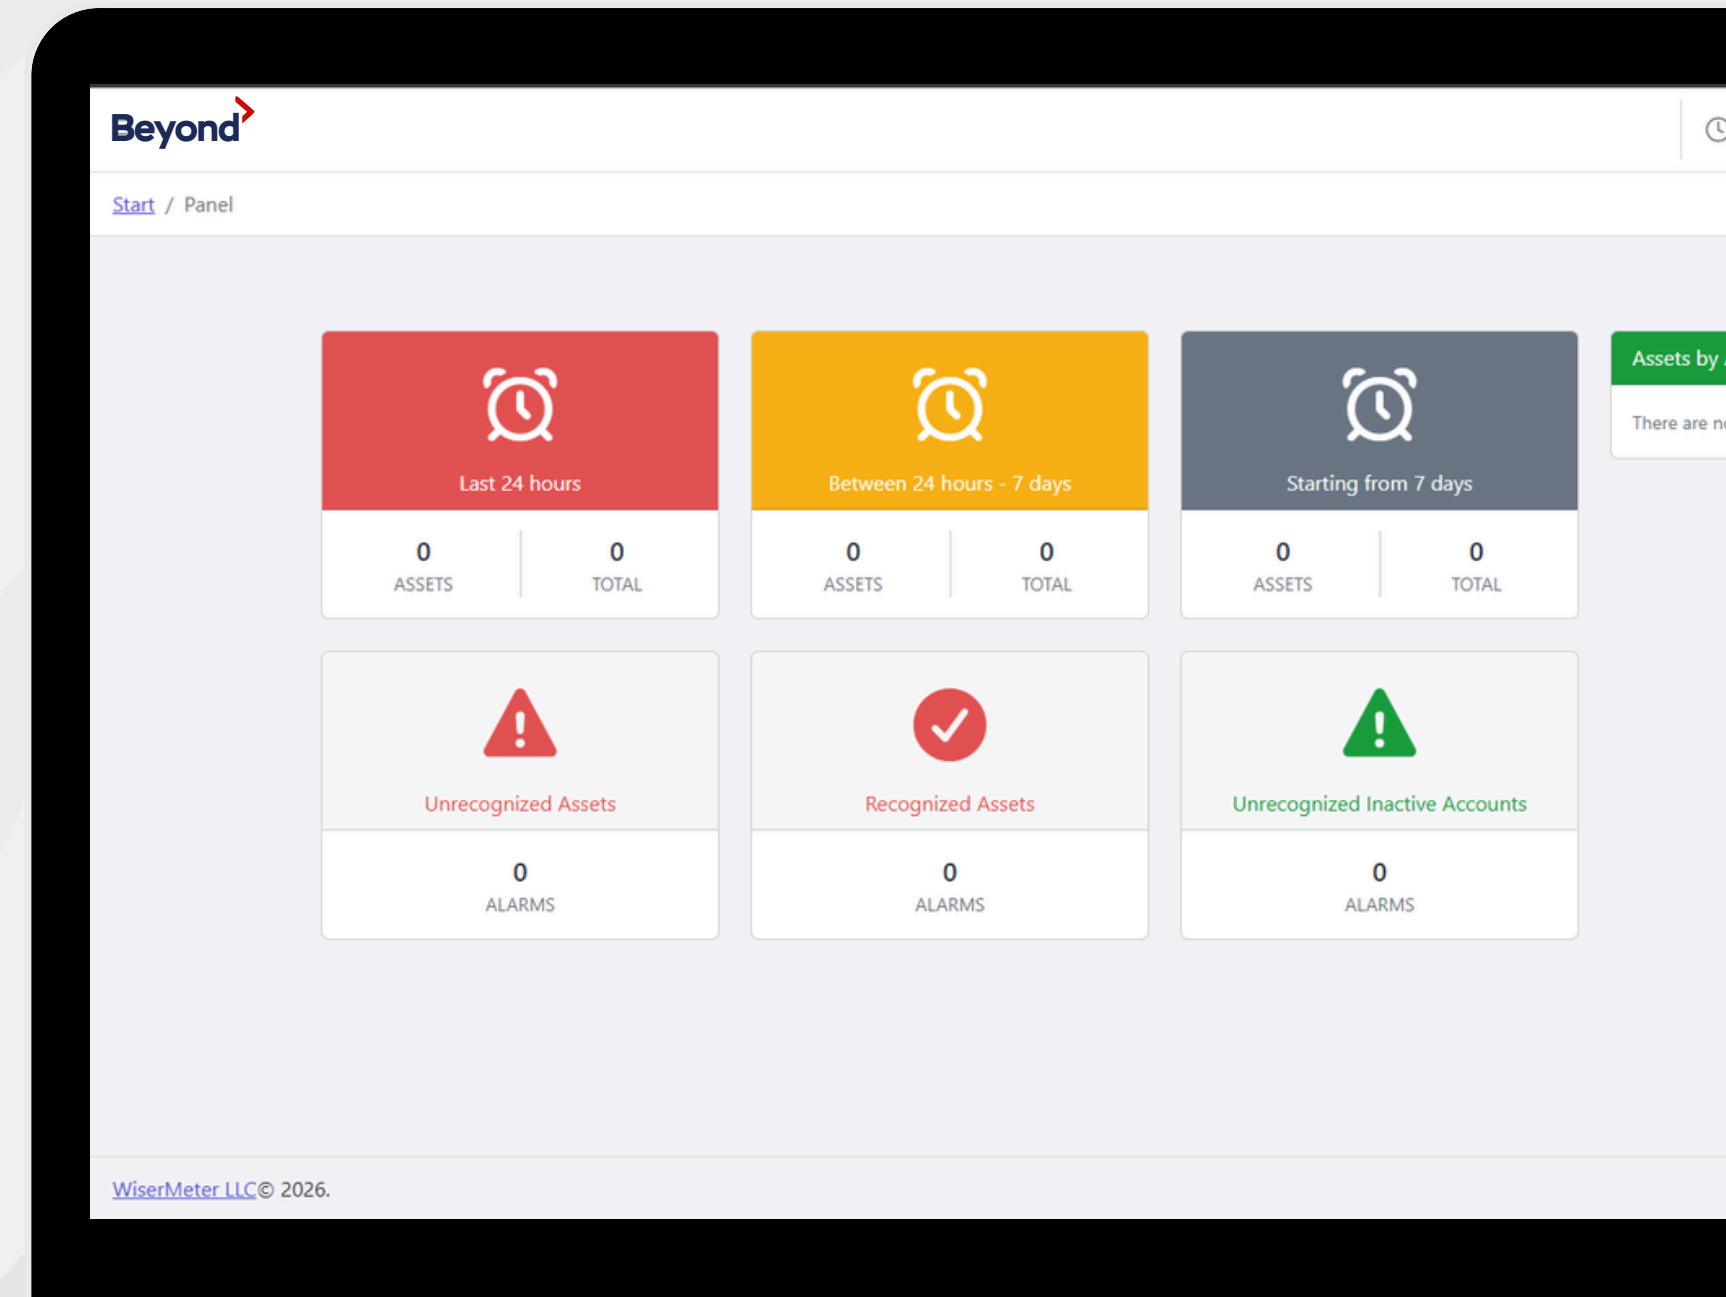 Beyond
Start / Panel
Last 24 hours
0 0
ASSETS TOTAL
Between 24 hours - 7 days
0 0
ASSETS TOTAL
Starting from 7 days
0 0
ASSETS TOTAL
Assets by
There are
Unrecognized Assets
0
ALARMS
Recognized Assets
0
ALARMS
Unrecognized Inactive Accounts
0
ALARMS
WiserMeter LLC© 2026.